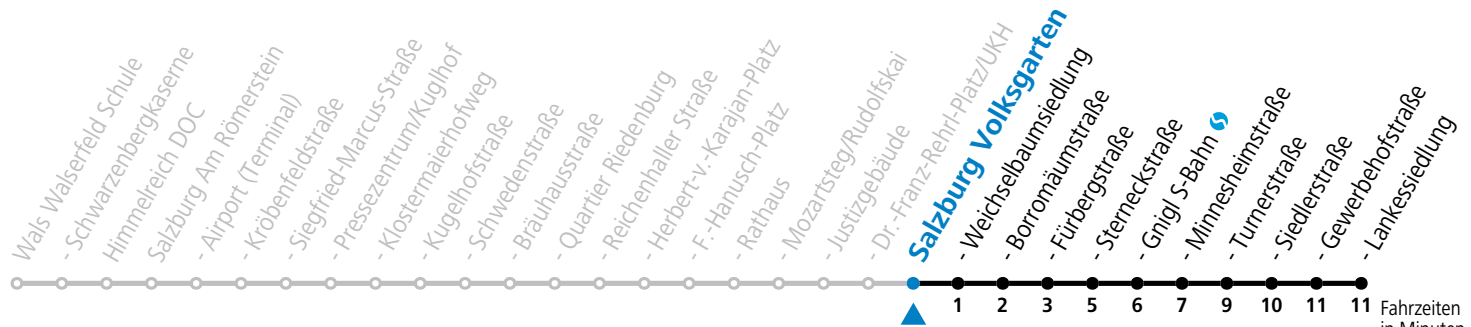 Wals Walserfeld Schule
- Schwarzenbergkaserne
Himmelreich DOC
Salzburg Am Römerstein
- Airport (Terminal)
- Kröbenfeldstraße
- Siegfried-Marcus-Straße
- Pressezentrum/Kuglhof
- Klostermaierhofweg
- Kugelhofstraße
- Schwedenstraße
- Bräuhausstraße
- Quartier Riedenburg
- Reichenhaller Straße
- Herbert-v.-Karajan-Platz
- F.-Hanusch-Platz
- Rathaus
- Mozartsteg/Rudolfskai
- Justizgebäude
- Dr.-Franz-Rehrl-Platz/UKH
Salzburg Volksgarten
- Weichselbaumsiedlung
- Borromäumstraße
- Fürbergstraße
- Sterneckstraße
- Gnigl S-Bahn
- Minnesheimstraße
- Turnerstraße
- Siedlerstraße
- Gewerbehofstraße
- Lankessiedlung
1 2 3 5 6 7 9 10 11 11 Fahrzeiten
in Minuten